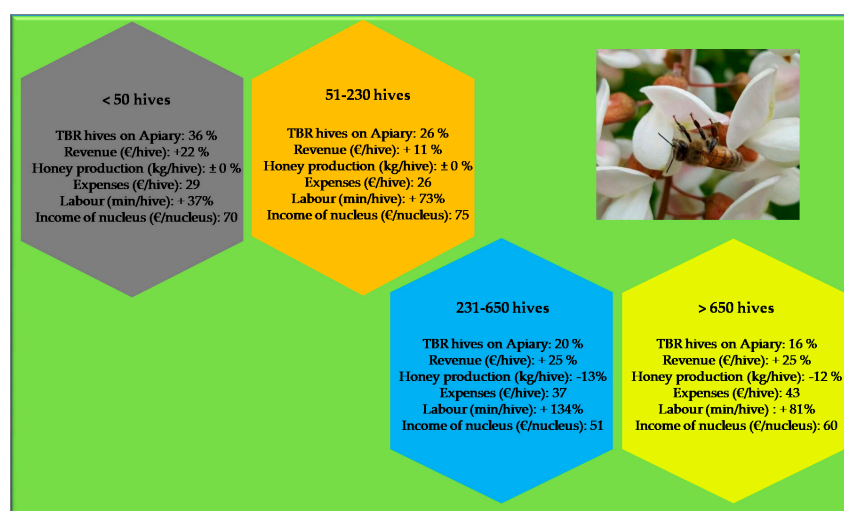 < 50 hives
TBR hives on Apiary: 36 %
Revenue (€/hive): +22 %
Honey production (kg/hive): ± 0 %
Expenses (€/hive): 29
Labour (min/hive): + 37%
Income of nucleus (€/nucleus): 70
51-230 hives
TBR hives on Apiary: 26 %
Revenue (€/hive): + 11 %
Honey production (kg/hive): ± 0 %
Expenses (€/hive): 26
Labour (min/hive): + 73%
Income of nucleus (€/nucleus): 75
231-650 hives
TBR hives on Apiary: 20 %
Revenue (€/hive): + 25 %
Honey production (kg/hive): -13%
Expenses (€/hive): 37
Labour (min/hive): + 134%
Income of nucleus (€/nucleus): 51
> 650 hives
TBR hives on Apiary: 16 %
Revenue (€/hive): + 25 %
Honey production (kg/hive): -12 %
Expenses (€/hive): 43
Labour (min/hive) : + 81%
Income of nucleus (€/nucleus): 60